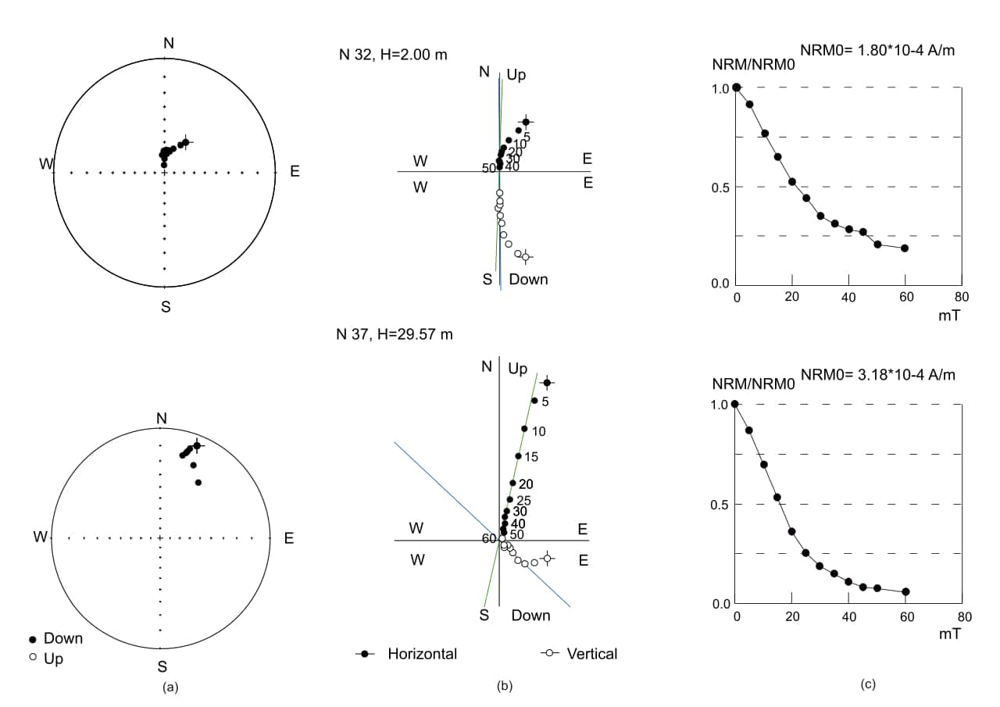 N
W
E
S
N 32, H=2.00 m
N
Up
5
10
20
30
40
50
W
E
W
E
S
Down
NRM0= 1.80*10-4 A/m
NRM/NRM0
1.0
0.5
0.0
0
20
40
60
80
mT
N
W
E
S
Down
Up
(a)
N 37, H=29.57 m
N
Up
5
10
15
20
25
30
40
50
60
W
E
W
E
S
Down
Horizontal
Vertical
(b)
NRM0= 3.18*10-4 A/m
NRM/NRM0
1.0
0.5
0.0
0
20
40
60
80
mT
(c)